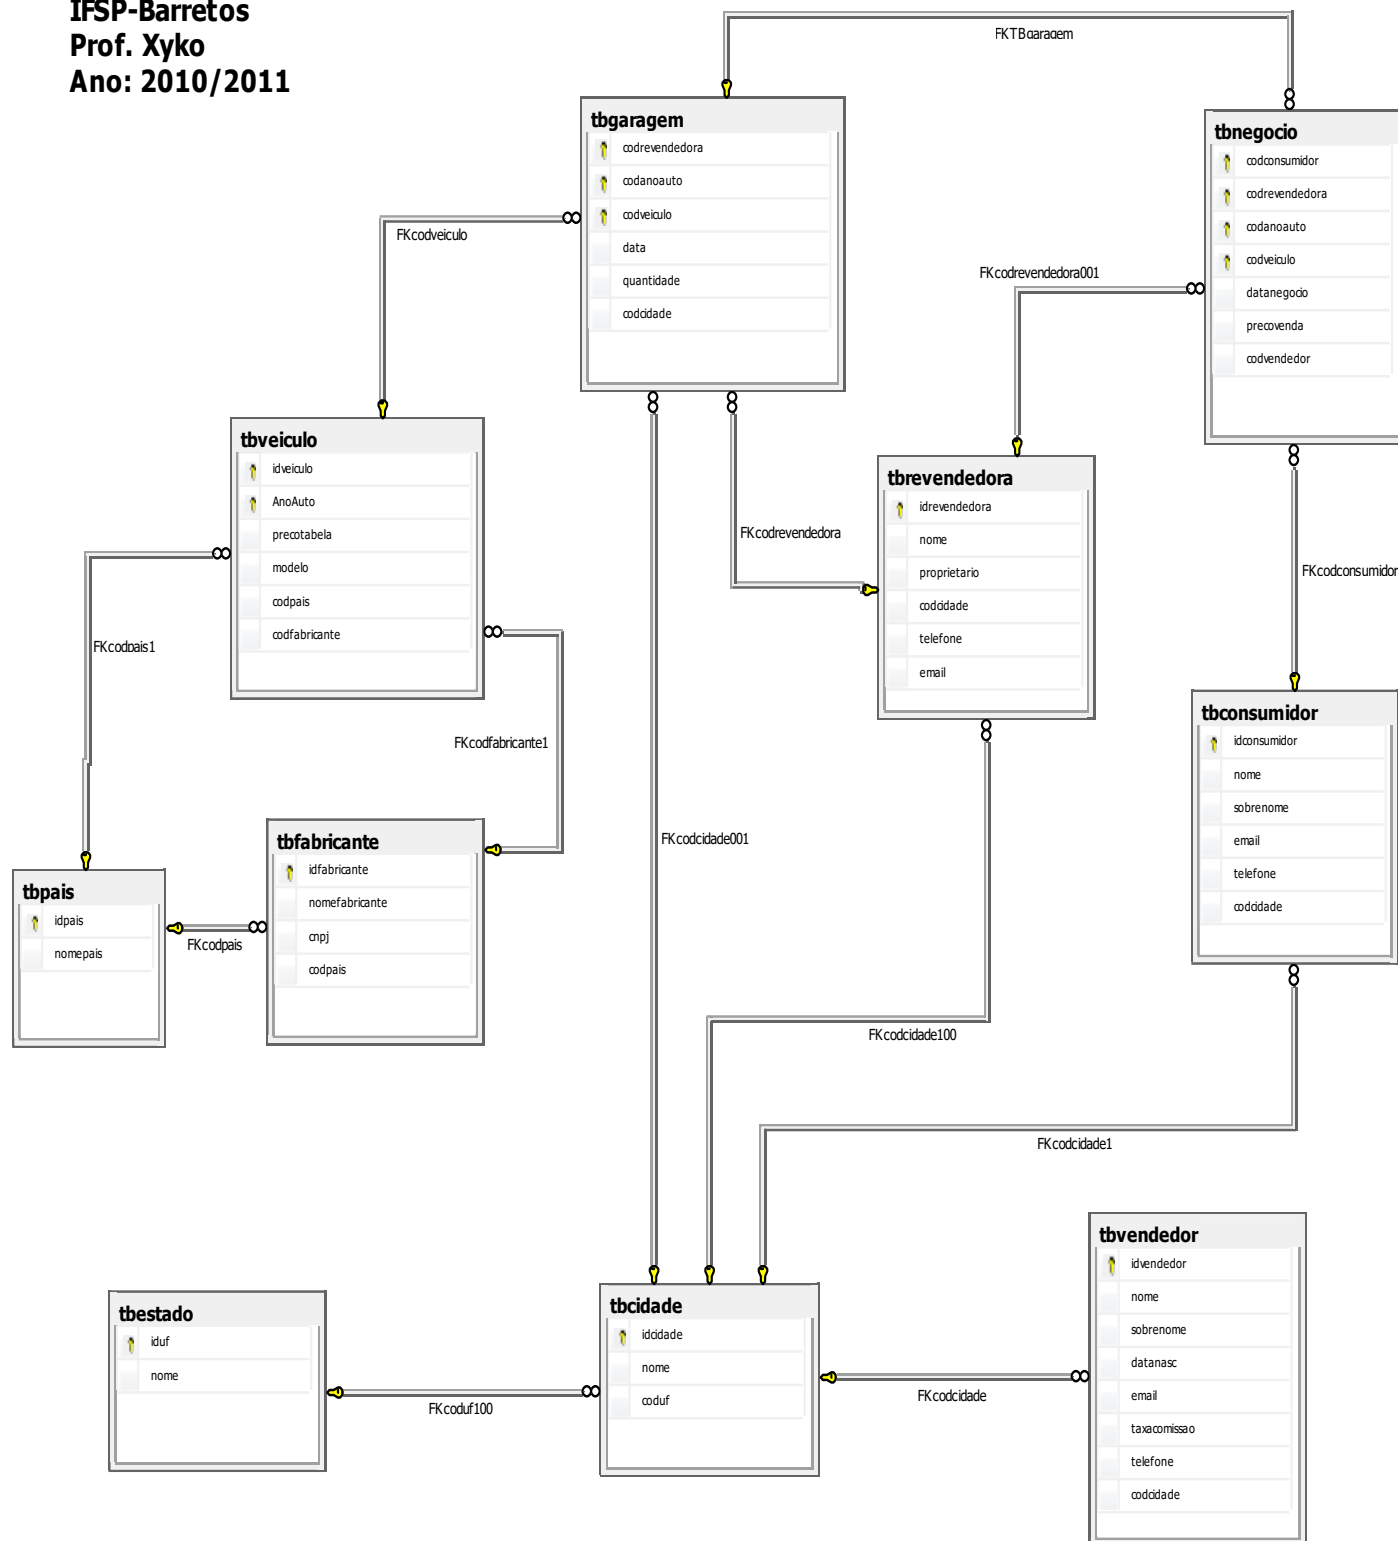 IFSP-Barretos
Prof. Xyko
Ano: 2010/2011
FKTBgaragem
tbgaragem
codrevendedora
codanoauto
codveiculo
data
quantidade
codcidade
tbnegocio
codconsumidor
codrevendedora
codanoauto
codveiculo
datanegocio
precovenda
codvendedor
FKcodveiculo
FKcodrevendedora001
tbveiculo
idveiculo
AnoAuto
precotabela
modelo
codpais
codfabricante
tbrevendedora
idrevendedora
nome
proprietario
codcidade
telefone
email
FKcodrevendedora
FKcodconsumidor
FKcodpais1
FKcodfabricante1
tbconsumidor
idconsumidor
nome
sobrenome
email
telefone
codcidade
FKcodcidade001
tbfabricante
idfabricante
nomefabricante
cnpj
codpais
tbpais
idpais
nomepais
FKcodpais
FKcodcidade100
FKcodcidade1
tbvendedor
idvendedor
nome
sobrenome
datanasc
email
taxacomissao
telefone
codcidade
tbestado
iduf
nome
tbcidade
idcidade
nome
coduf
FKcoduf100
FKcodcidade